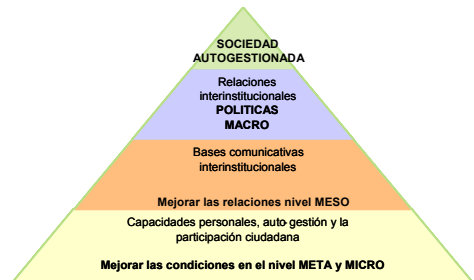 SOCIEDAD
AUTOGESTIONADA
Relaciones
interinstitucionales
POLITICAS
MACRO
Bases comunicativas
interinstitucionales
Mejorar las relaciones nivel MESO
Capacidades personales, auto-gestión y la
participación ciudadana
Mejorar las condiciones en el nivel META y MICRO